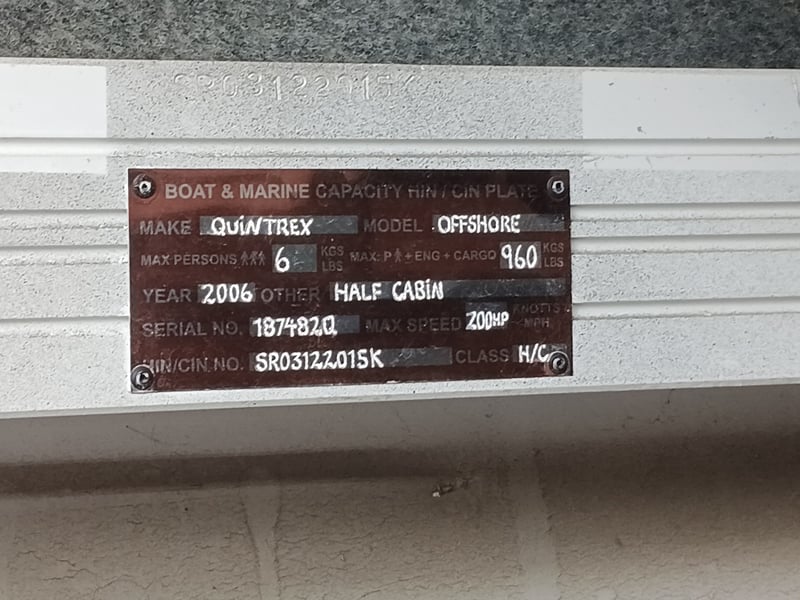 SR03122015K
BOAT & MARINE CAPACITY HIN / CIN PLATE
MAKE QUINTREX MODEL OFFSHORE
MAX PERSONS 6 KGS LBS MAX: P + ENG + CARGO 960 KGS LBS
YEAR 2006 OTHER HALF CABIN
SERIAL NO. 187482Q MAX SPEED 200HP KNOTTS MPH
HIN/CIN.NO. SR03122015K CLASS H/C